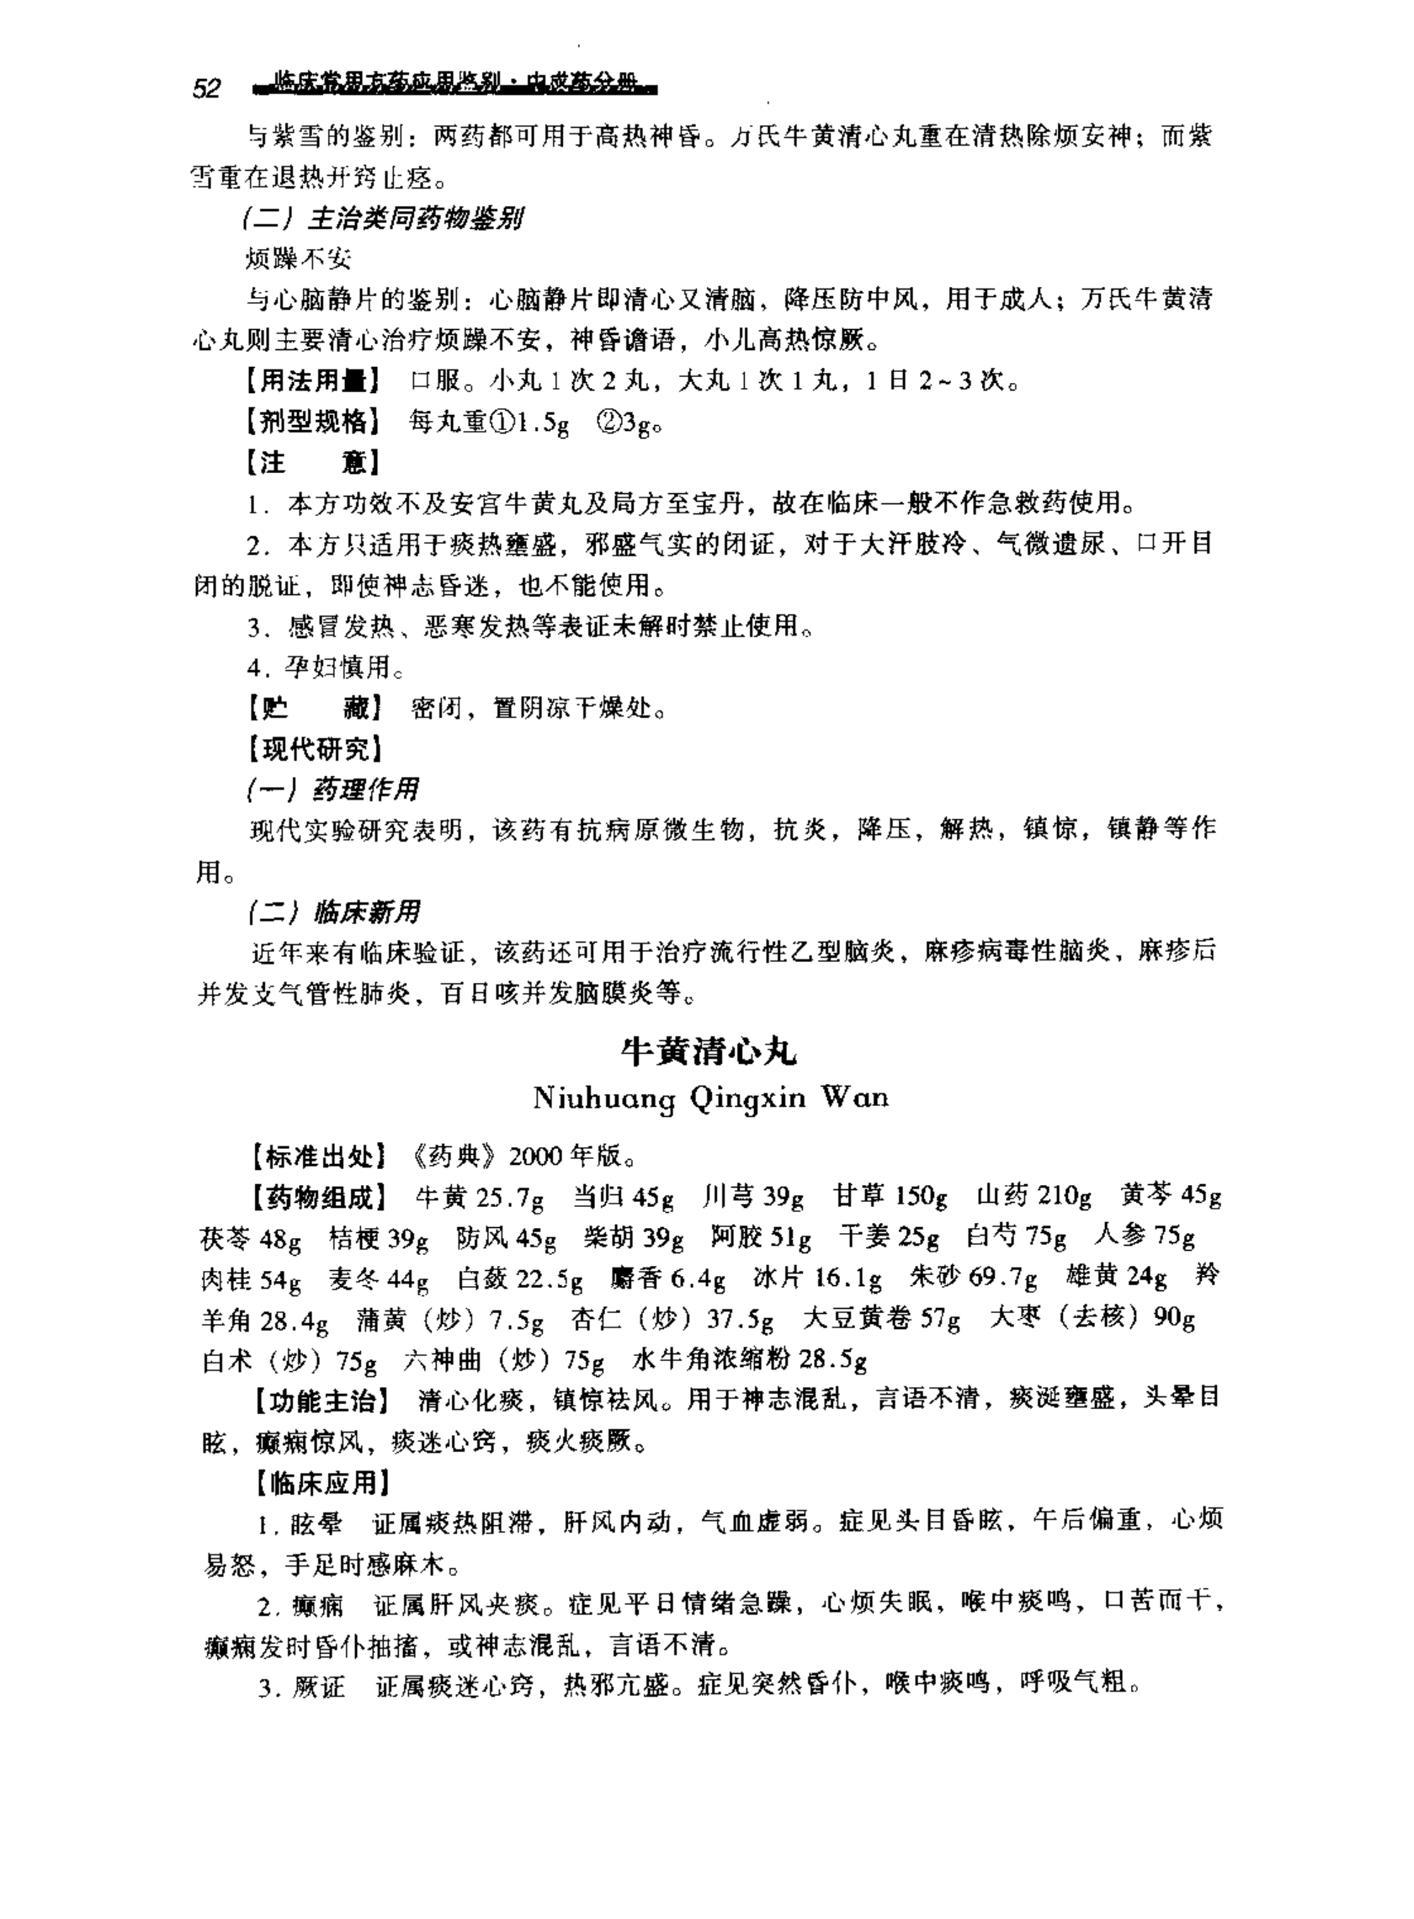 52 临床常用方药应用鉴别·中成药分册
与紫雪的鉴别：两药都可用于高热神昏。万氏牛黄清心丸重在清热除烦安神；而紫
雪重在退热开窍止痉。
（二）主治类同药物鉴别
烦躁不安
与心脑静片的鉴别：心脑静片即清心又清脑，降压防中风，用于成人；万氏牛黄清
心丸则主要清心治疗烦躁不安，神昏谵语，小儿高热惊厥。
【用法用量】 口服。小丸1次2丸，大丸1次1丸，1日2~3次。
【剂型规格】 每丸重①1.5g ②3g。
【注 意】
1. 本方功效不及安宫牛黄丸及局方至宝丹，故在临床一般不作急救药使用。
2. 本方只适用于痰热壅盛，邪盛气实的闭证，对于大汗肢冷、气微遗尿、口开目
闭的脱证，即使神志昏迷，也不能使用。
3. 感冒发热、恶寒发热等表证未解时禁止使用。
4. 孕妇慎用。
【贮 藏】 密闭，置阴凉干燥处。
【现代研究】
（一）药理作用
现代实验研究表明，该药有抗病原微生物，抗炎，降压，解热，镇惊，镇静等作
用。
（二）临床新用
近年来有临床验证，该药还可用于治疗流行性乙型脑炎，麻疹病毒性脑炎，麻疹后
并发支气管性肺炎，百日咳并发脑膜炎等。
牛黄清心丸
Niuhuang Qingxin Wan
【标准出处】《药典》2000年版。
【药物组成】 牛黄25.7g 当归45g 川芎39g 甘草150g 山药210g 黄芩45g
茯苓48g 桔梗39g 防风45g 柴胡39g 阿胶51g 干姜25g 白芍75g 人参75g
肉桂54g 麦冬44g 白蔹22.5g 麝香6.4g 冰片16.1g 朱砂69.7g 雄黄24g 羚
羊角28.4g 蒲黄（炒）7.5g 杏仁（炒）37.5g 大豆黄卷57g 大枣（去核）90g
白术（炒）75g 六神曲（炒）75g 水牛角浓缩粉28.5g
【功能主治】 清心化痰，镇惊祛风。用于神志混乱，言语不清，痰涎壅盛，头晕目
眩，癫痫惊风，痰迷心窍，痰火痰厥。
【临床应用】
1. 眩晕 证属痰热阻滞，肝风内动，气血虚弱。症见头目昏眩，午后偏重，心烦
易怒，手足时感麻木。
2. 癫痫 证属肝风夹痰。症见平日情绪急躁，心烦失眠，喉中痰鸣，口苦而干，
癫痫发时昏仆抽搐，或神志混乱，言语不清。
3. 厥证 证属痰迷心窍，热邪亢盛。症见突然昏仆，喉中痰鸣，呼吸气粗。